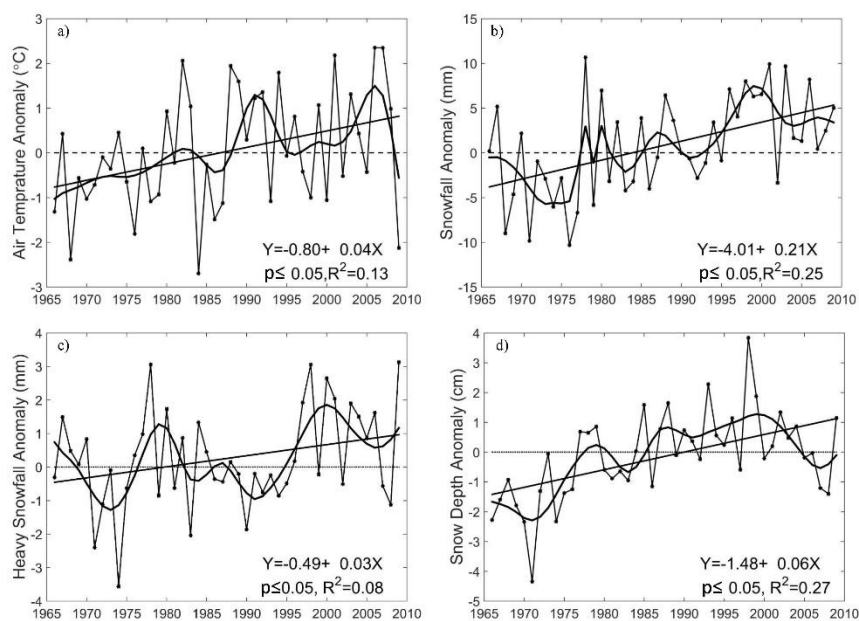 a)
Air Temprature Anomaly (°C)
3
2
1
0
-1
-2
-3
Y=-0.80+ 0.04X
p≤ 0.05,R²=0.13
1965 1970 1975 1980 1985 1990 1995 2000 2005 2010
b)
Snowfall Anomaly (mm)
15
10
5
0
-5
-10
-15
Y=-4.01+ 0.21X
p≤ 0.05,R²=0.25
1965 1970 1975 1980 1985 1990 1995 2000 2005 2010
c)
Heavy Snowfall Anomaly (mm)
4
3
2
1
0
-1
-2
-3
-4
Y=-0.49+ 0.03X
p≤0.05, R²=0.08
1965 1970 1975 1980 1985 1990 1995 2000 2005 2010
d)
Snow Depth Anomaly (cm)
4
3
2
1
0
-1
-2
-3
-4
-5
Y=-1.48+ 0.06X
p≤ 0.05, R²=0.27
1965 1970 1975 1980 1985 1990 1995 2000 2005 2010